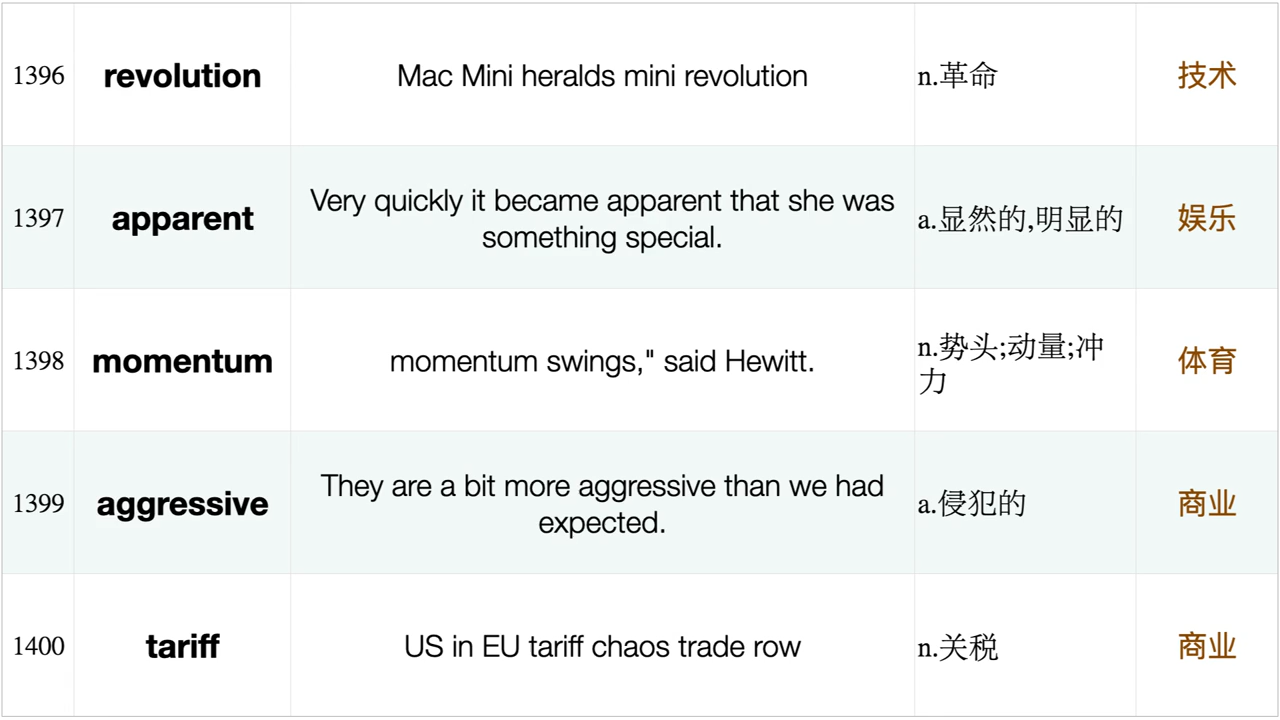 1396 revolution Mac Mini heralds mini revolution n.革命 技术
Very quickly it became apparent that she was
1397 apparent something special. a.显然的,明显的 娱乐
1398 momentum momentum swings," said Hewitt. n.势头;动量;冲
力 体育
They are a bit more aggressive than we had
1399 aggressive expected. a.侵犯的 商业
1400 tariff US in EU tariff chaos trade row n.关税 商业